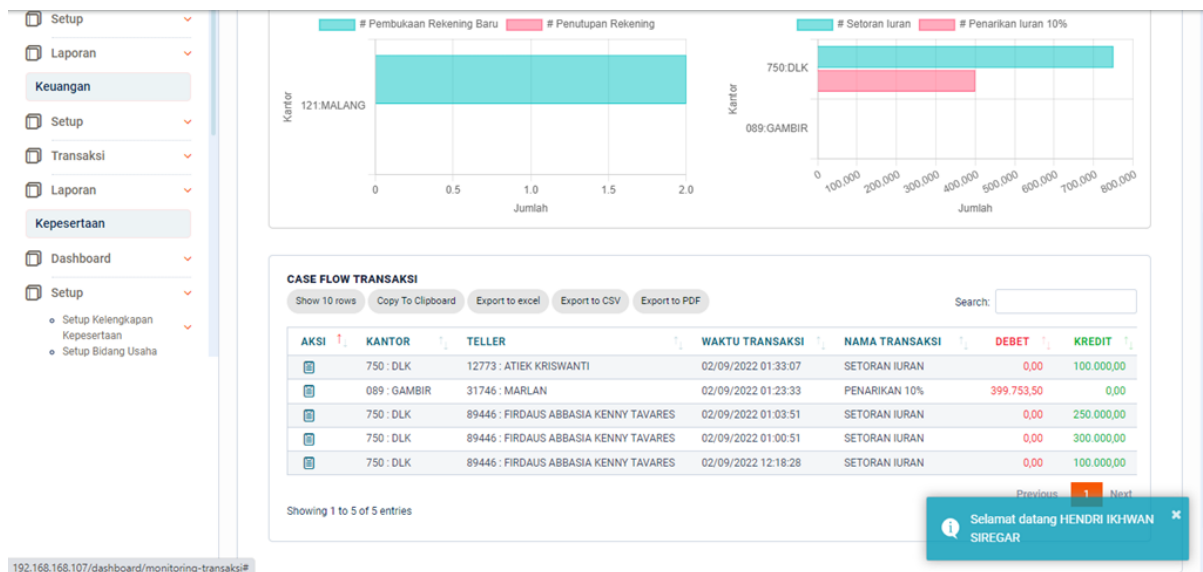 Setup
Laporan
Keuangan
Setup
Transaksi
Laporan
Kepesertaan
Dashboard
Setup
Setup Kelengkapan
Kepesertaan
Setup Bidang Usaha
# Pembukaan Rekening Baru # Penutupan Rekening
Kantor
121:MALANG
0 0.5 1.0 1.5 2.0
Jumlah
# Setoran Iuran # Penarikan Iuran 10%
Kantor
750:DLK
089:GAMBIR
0 100,000 200,000 300,000 400,000 500,000 600,000 700,000 800,000
Jumlah
CASE FLOW TRANSAKSI
Show 10 rows Copy To Clipboard Export to excel Export to CSV Export to PDF Search:
AKSI KANTOR TELLER WAKTU TRANSAKSI NAMA TRANSAKSI DEBET KREDIT
750 : DLK 12773 : ATIEK KRISWANTI 02/09/2022 01:33:07 SETORAN IURAN 0,00 100.000,00
089 : GAMBIR 31746 : MARLAN 02/09/2022 01:23:33 PENARIKAN 10% 399.753,50 0,00
750 : DLK 89446 : FIRDAUS ABBASIA KENNY TAVARES 02/09/2022 01:03:51 SETORAN IURAN 0,00 250.000,00
750 : DLK 89446 : FIRDAUS ABBASIA KENNY TAVARES 02/09/2022 01:00:51 SETORAN IURAN 0,00 300.000,00
750 : DLK 89446 : FIRDAUS ABBASIA KENNY TAVARES 02/09/2022 12:18:28 SETORAN IURAN 0,00 100.000,00
Previous 1 Next
Showing 1 to 5 of 5 entries
Selamat datang HENDRI IKHWAN
SIREGAR
192.168.168.107/dashboard/monitoring-transaksi#